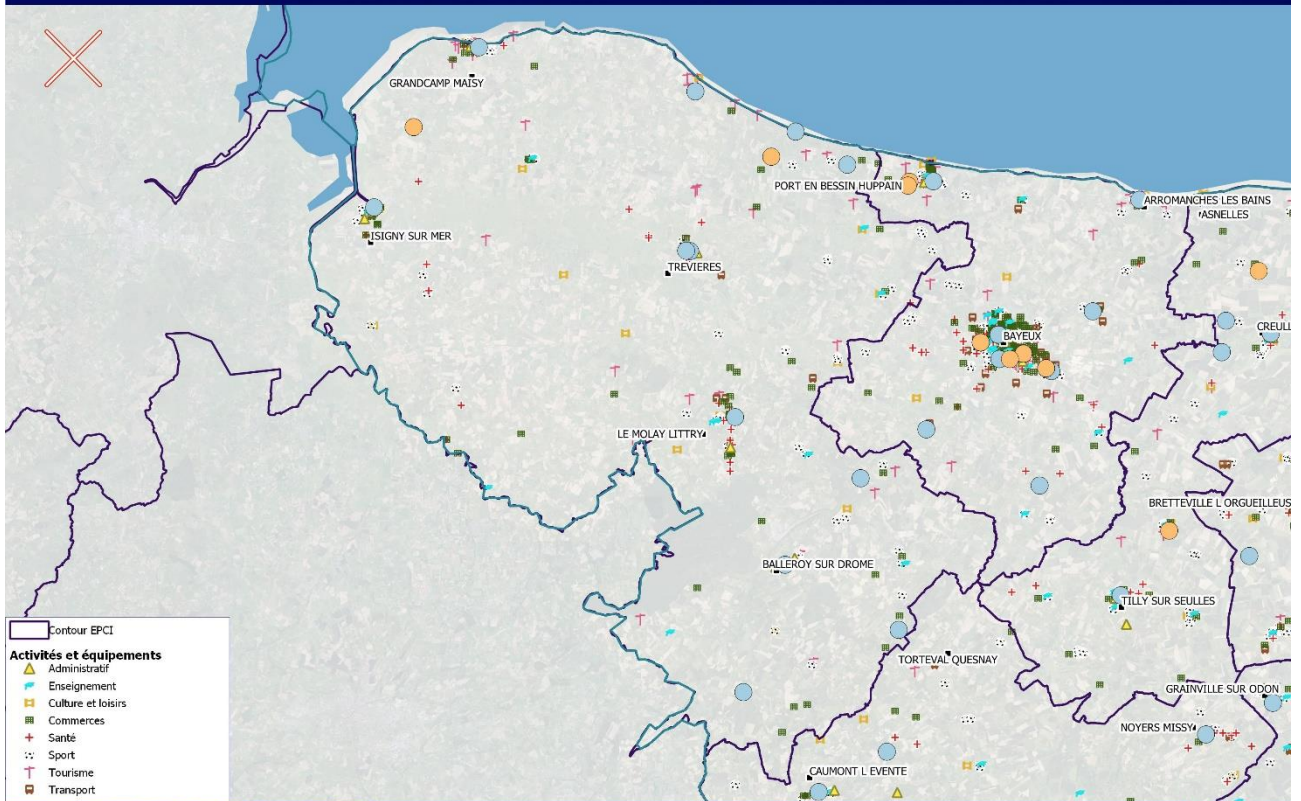 GRANDCAMP MAISY
PORT EN BESSIN HUPPAIN
ARROMANCHES LES BAINS
ASNELLES
ISIGNY SUR MER
TREVIERES
BAYEUX
CREULL
LE MOLAY LITTRY
BRETTEVILLE L ORGUEILLEUS
BALLEROY SUR DROME
TILLY SUR SEULLES
TORTEVAL QUESNAY
GRAINVILLE SUR ODON
NOYERS MISSY
CAUMONT L EVENTE
Contour EPCI
Activités et équipements
Administratif
Enseignement
Culture et loisirs
Commerces
Santé
Sport
Tourisme
Transport